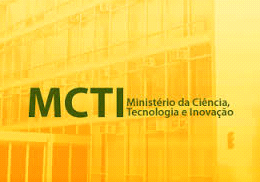 MCTI
Ministério da Ciência,
Tecnologia e Inovação